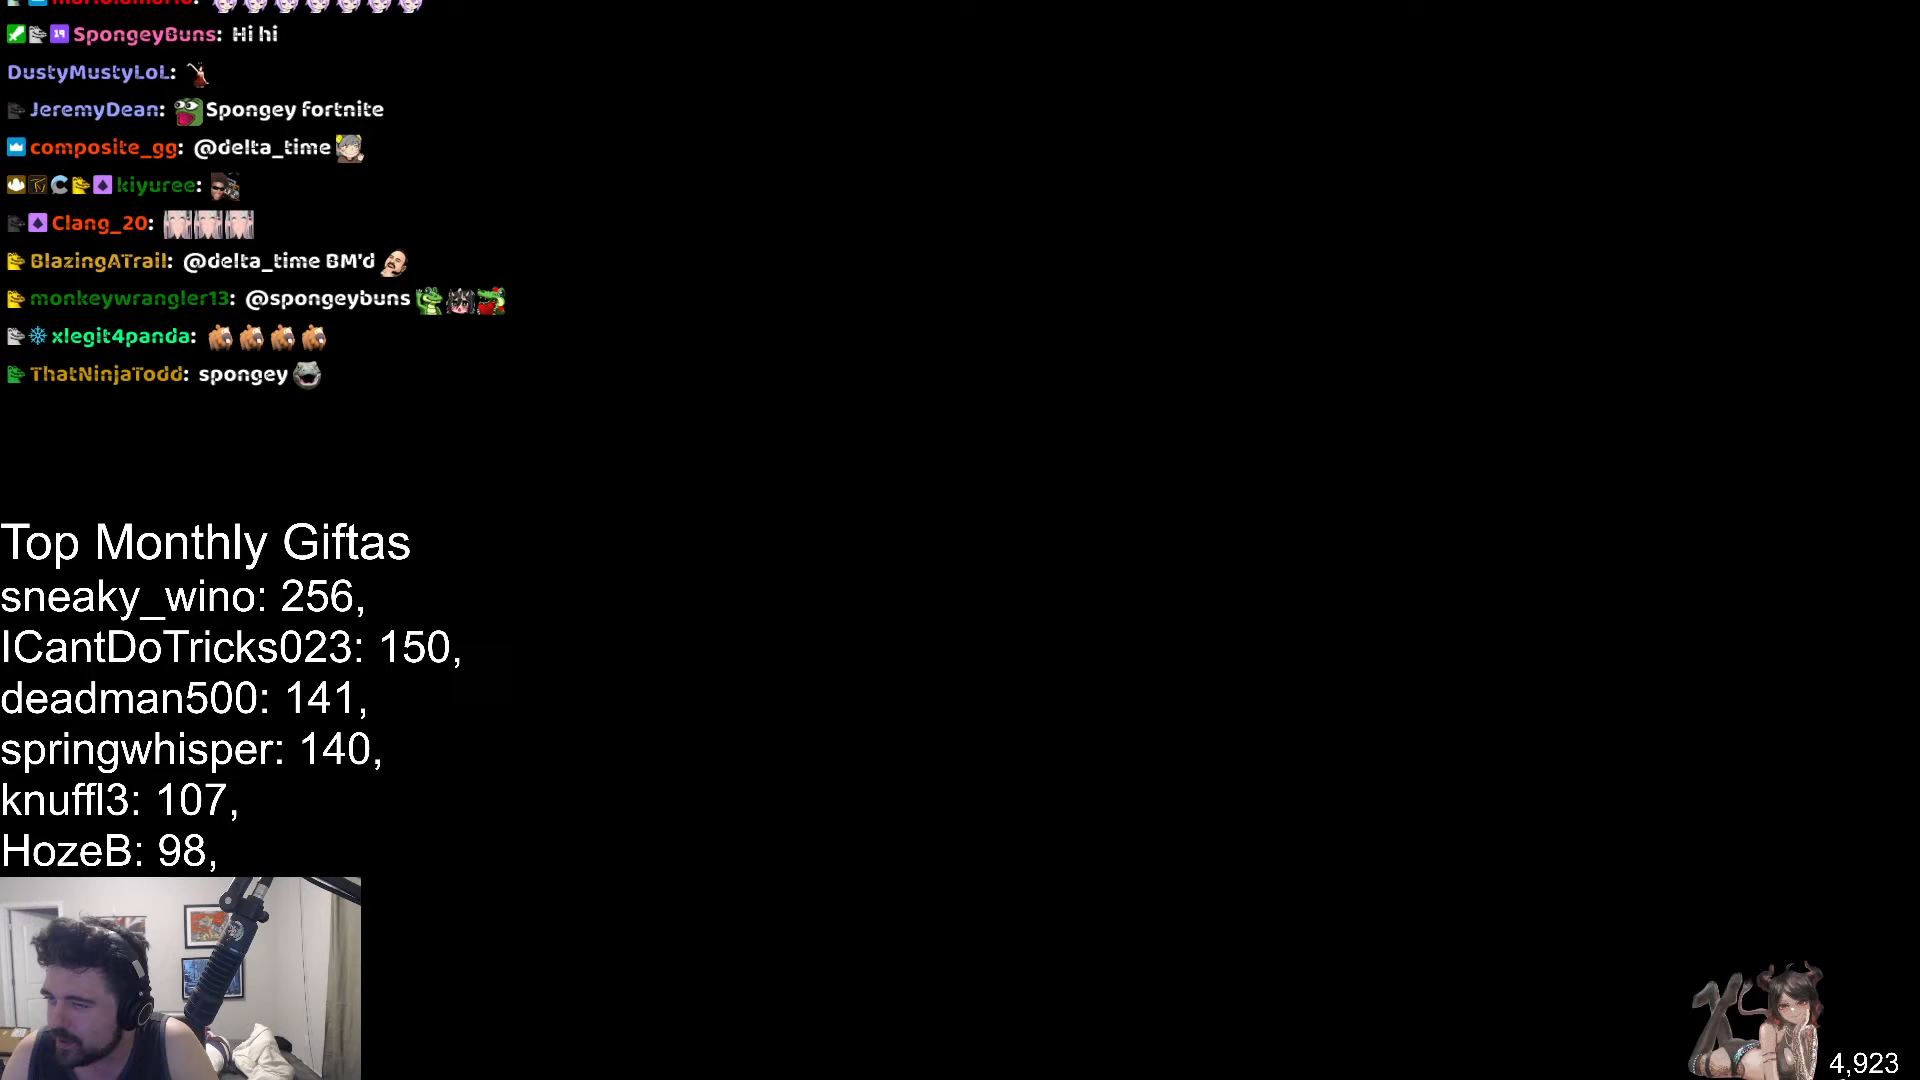 SpongeyBuns: Hi hi
DustyMustyLoL:
JeremyDean: Spongey fortnite
composite_gg: @delta_time
kiyuree:
Clang_20:
BlazingATrail: @delta_time BM'd
monkeywrangler13: @spongeybuns
xlegit4panda:
ThatNinjaTodd: spongey
Top Monthly Giftas
sneaky_wino: 256,
ICantDoTricks023: 150,
deadman500: 141,
springwhisper: 140,
knuffl3: 107,
HozeB: 98,
4,923